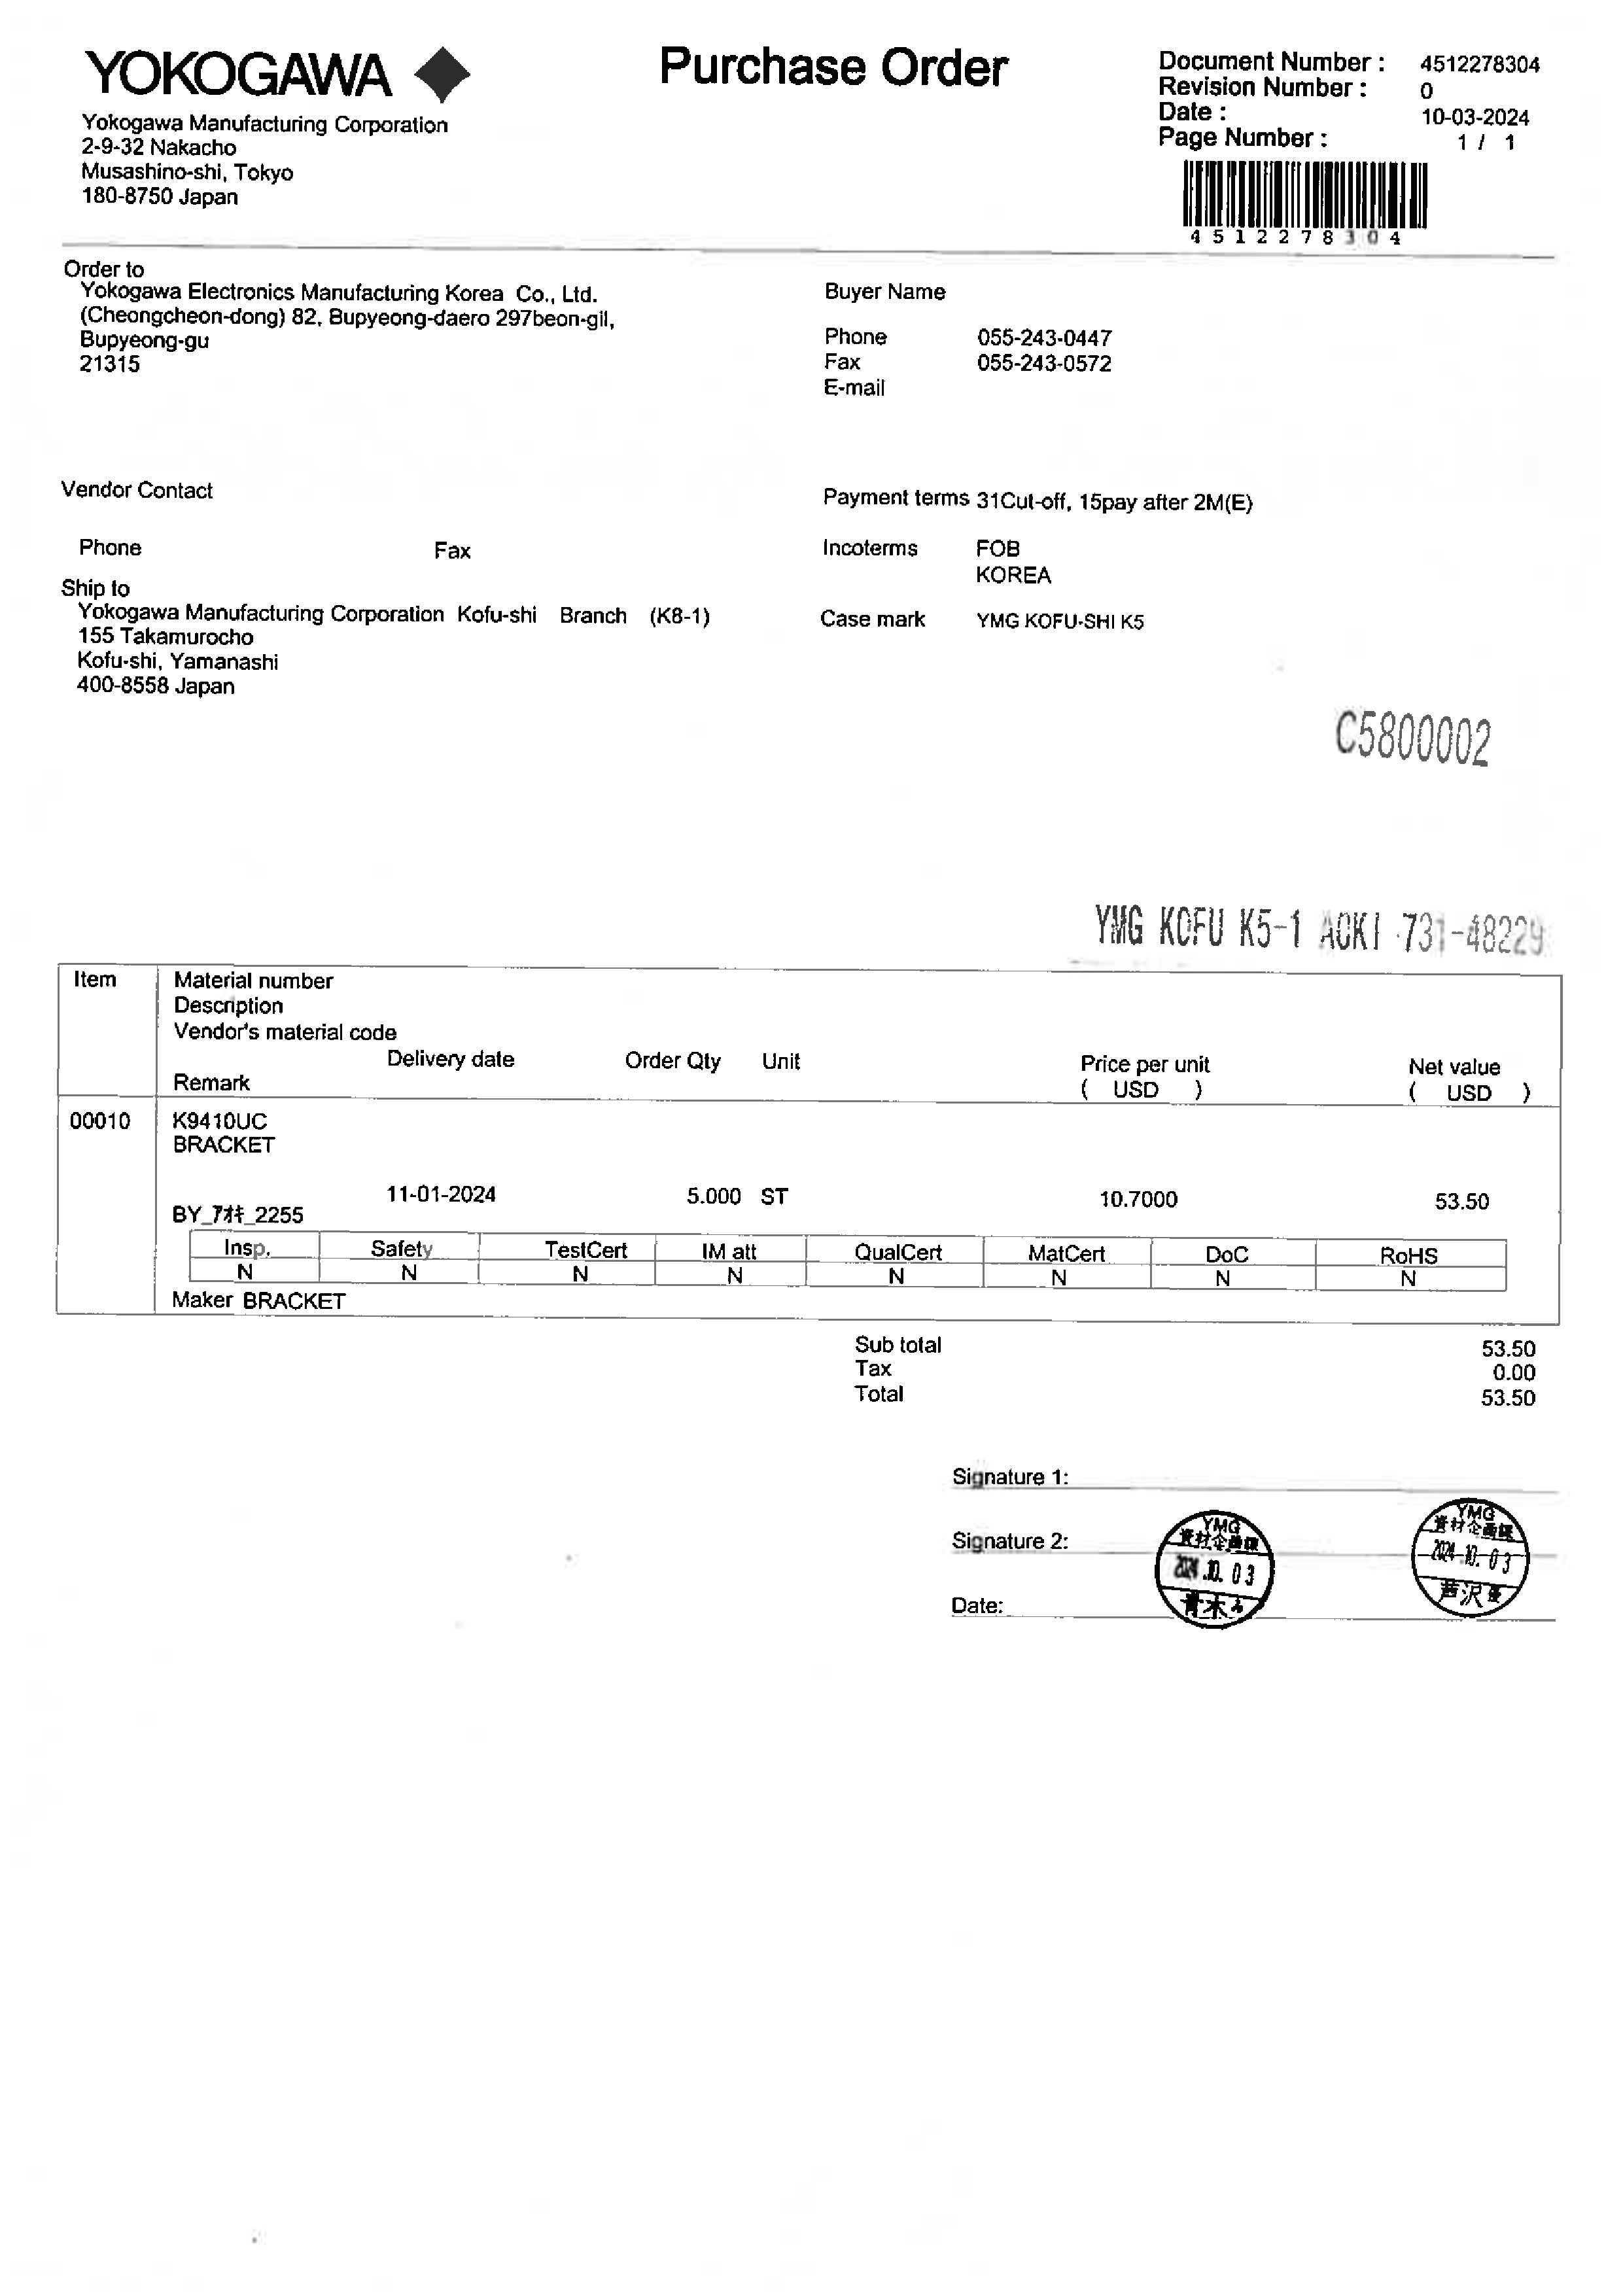 YOKOGAWA
Purchase Order
Document Number : 4512278304
Revision Number : 0
Date : 10-03-2024
Page Number : 1 / 1
4512278304
Yokogawa Manufacturing Corporation
2-9-32 Nakacho
Musashino-shi, Tokyo
180-8750 Japan
Order to
Yokogawa Electronics Manufacturing Korea Co., Ltd.
(Cheongcheon-dong) 82, Bupyeong-daero 297beon-gil,
Bupyeong-gu
21315
Buyer Name
Phone 055-243-0447
Fax 055-243-0572
E-mail
Vendor Contact
Phone Fax
Payment terms 31Cut-off, 15pay after 2M(E)
Incoterms FOB
KOREA
Case mark YMG KOFU-SHI K5
Ship to
Yokogawa Manufacturing Corporation Kofu-shi Branch (K8-1)
155 Takamurocho
Kofu-shi, Yamanashi
400-8558 Japan
C5800002
YMG KOFU K5-1 AOKI 731-48229
Item Material number
Description
Vendor's material code
Delivery date Order Qty Unit Price per unit Net value
Remark ( USD ) ( USD )
00010 K9410UC
BRACKET
11-01-2024 5.000 ST 10.7000 53.50
BY_ｱｵｷ_2255
Insp. Safety TestCert IM att QualCert MatCert DoC RoHS
N N N N N N N N
Maker BRACKET
Sub total 53.50
Tax 0.00
Total 53.50
Signature 1:
Signature 2:
Date:
YMG
資材企画課
2024.10.03
青木
YMG
資材企画課
2024.10.03
芦沢優